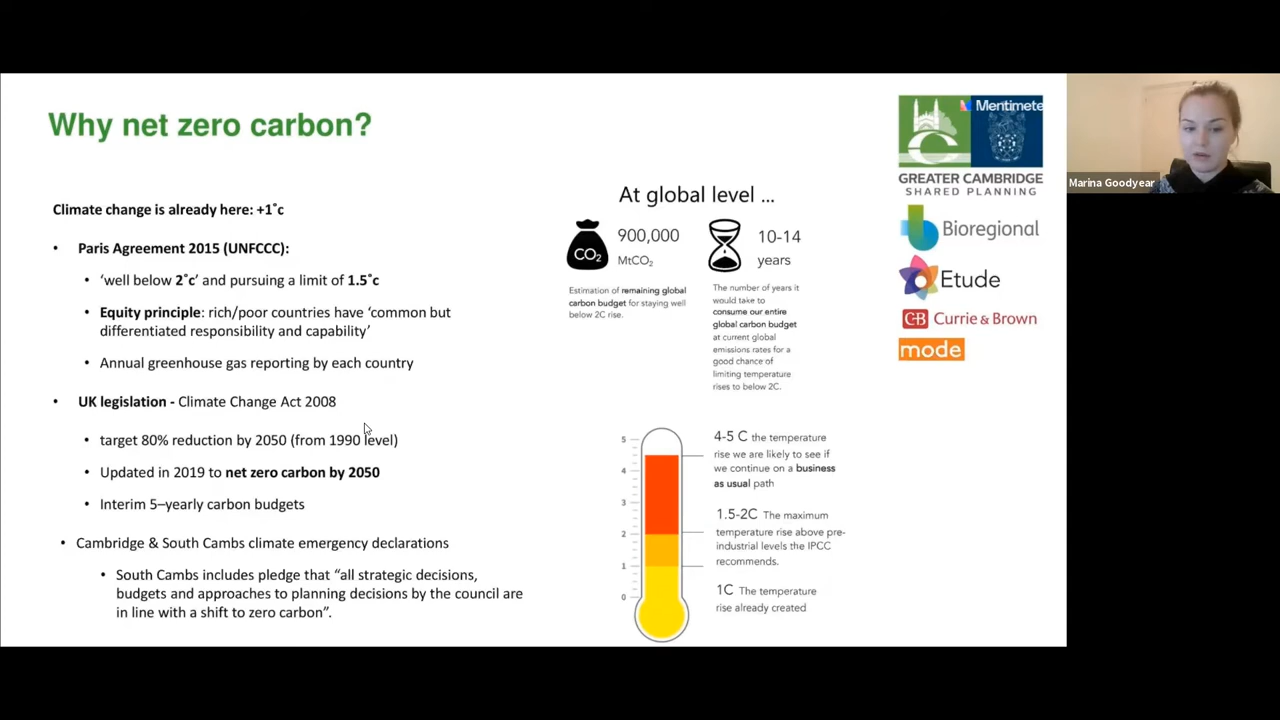 Why net zero carbon?
Climate change is already here: +1˚c
• Paris Agreement 2015 (UNFCCC):
• ‘well below 2˚c’ and pursuing a limit of 1.5˚c
• Equity principle: rich/poor countries have ‘common but
differentiated responsibility and capability’
• Annual greenhouse gas reporting by each country
• UK legislation - Climate Change Act 2008
• target 80% reduction by 2050 (from 1990 level)
• Updated in 2019 to net zero carbon by 2050
• Interim 5–yearly carbon budgets
• Cambridge & South Cambs climate emergency declarations
• South Cambs includes pledge that “all strategic decisions,
budgets and approaches to planning decisions by the council are
in line with a shift to zero carbon”.
At global level ...
CO₂
900,000
MtCO₂
Estimation of remaining global
carbon budget for staying well
below 2C rise.
10-14
years
The number of years it
would take to
consume our entire
global carbon budget
at current global
emissions rates for a
good chance of
limiting temperature
rises to below 2C.
5
4
3
2
1
0
4-5 C the temperature
rise we are likely to see if
we continue on a business
as usual path
1.5-2C The maximum
temperature rise above pre-
industrial levels the IPCC
recommends.
1C The temperature
rise already created
Mentimete
GREATER CAMBRIDGE
SHARED PLANNING
Bioregional
Etude
C·B Currie & Brown
mode
Marina Goodyear